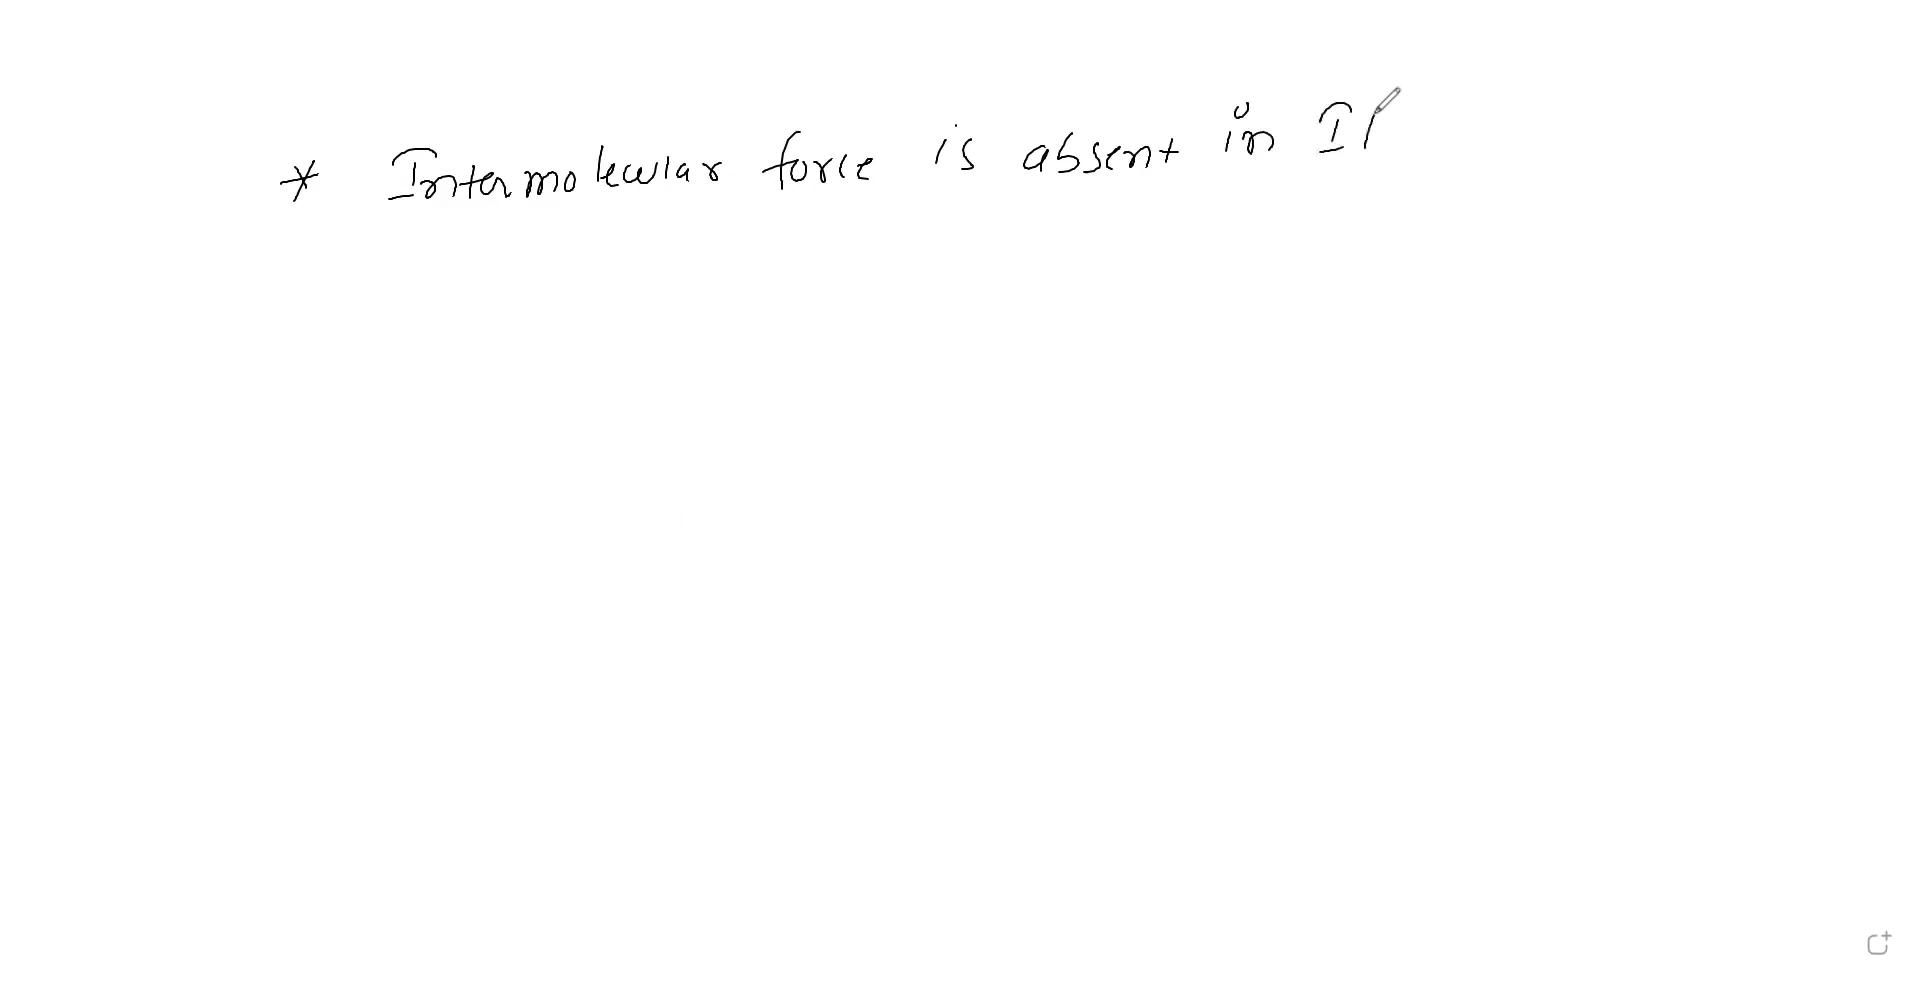 * Intermolecular force is absent in I